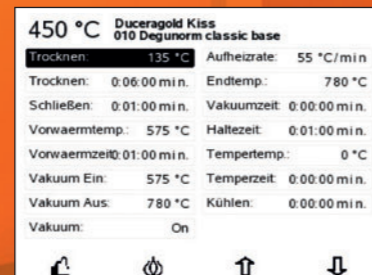 450 °C
Duceragold Kiss
010 Degunorm classic base
Trocknen: 135 °C
Trocknen: 0:06:00 min.
Schließen: 0:01:00 min.
Vorwaermtemp.: 575 °C
Vorwaermzeit: 0:01:00 min.
Vakuum Ein: 575 °C
Vakuum Aus: 780 °C
Vakuum: On
Aufheizrate: 55 °C/min
Endtemp.: 780 °C
Vakuumzeit: 0:00:00 min.
Haltezeit: 0:01:00 min.
Tempertemp.: 0 °C
Temperzeit: 0:00:00 min.
Kühlen: 0:00:00 min.